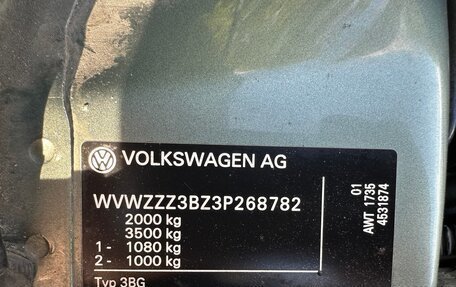 VOLKSWAGEN AG
WVWZZZ3BZ3P268782
2000 kg
3500 kg
1 - 1080 kg
2 - 1000 kg
Typ 3BG
01
AWT 1735
4531874